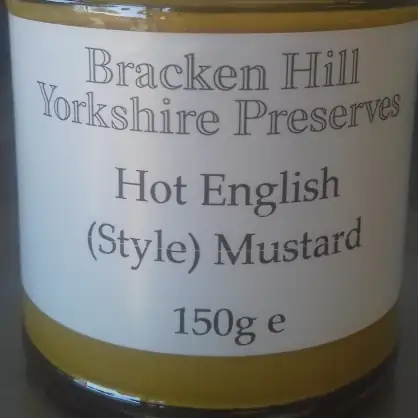 Bracken Hill
Yorkshire Preserves
Hot English
(Style) Mustard
150g e